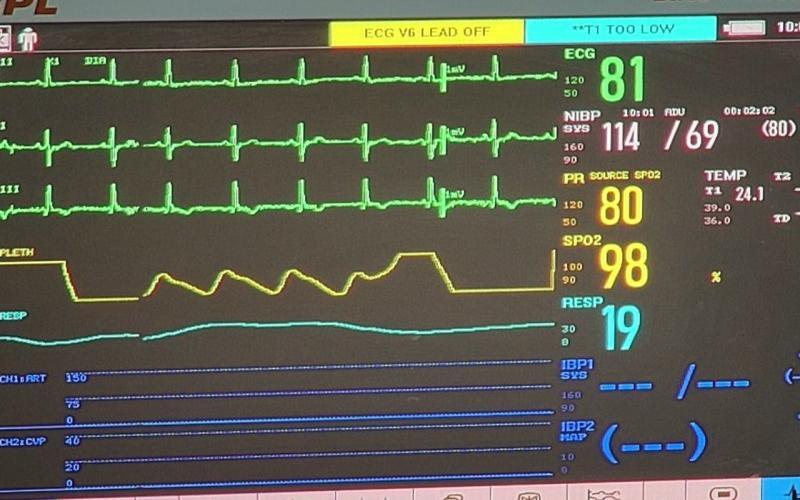 ECG V6 LEAD OFF
**T1 TOO LOW
10:
II
X1
DIA
1mV
ECG
120
50
81
I
1mV
NIBP
10:01
ADU
00:02:02
SYS
160
90
114 / 69
(80)
III
1mV
PR
SOURCE SPO2
120
50
80
TEMP
T1
24.1
39.0
36.0
T2
TD
PLETH
SPO2
100
90
98
%
RESP
RESP
30
8
19
CH1:ART
150
75
0
IBP1
SYS
160
90
--- / ---
(-
CH2:CVP
40
20
0
IBP2
MAP
10
0
(---)